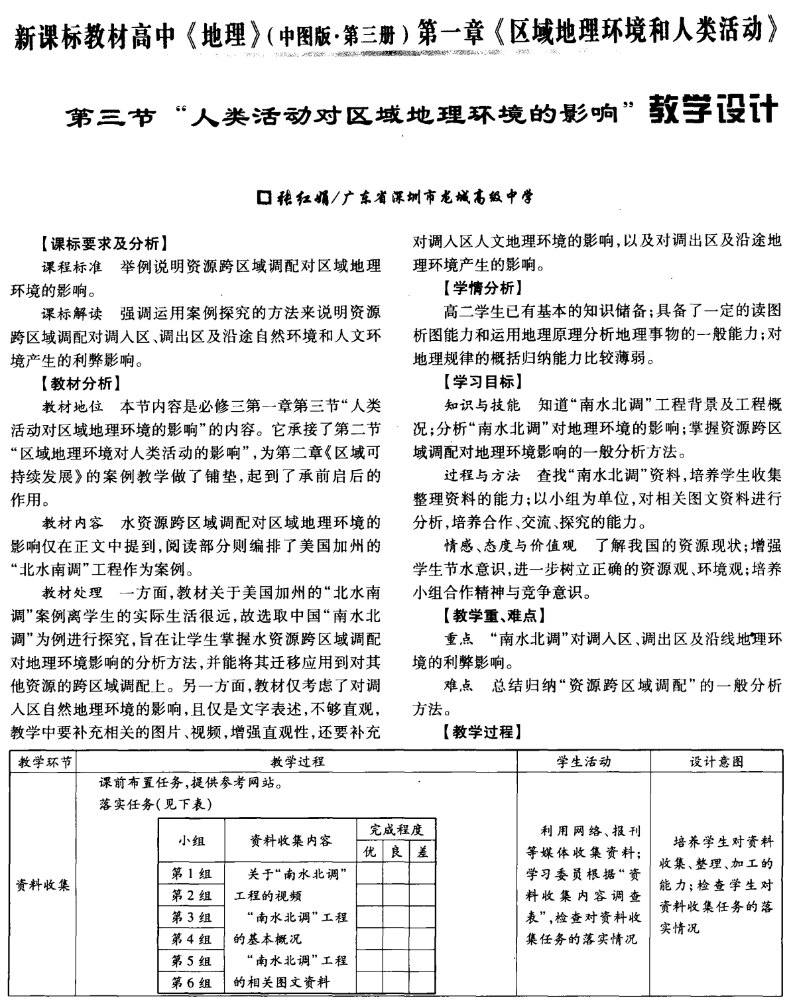 新课标教材高中《地理》(中图版·第三册)第一章《区域地理环境和人类活动》
第三节“人类活动对区域地理环境的影响”教学设计
□张红娟/广东省深圳市龙城高级中学
【课标要求及分析】
课程标准 举例说明资源跨区域调配对区域地理
环境的影响。
课标解读 强调运用案例探究的方法来说明资源
跨区域调配对调入区、调出区及沿途自然环境和人文环
境产生的利弊影响。
【教材分析】
教材地位 本节内容是必修三第一章第三节“人类
活动对区域地理环境的影响”的内容。它承接了第二节
“区域地理环境对人类活动的影响”,为第二章《区域可
持续发展》的案例教学做了铺垫,起到了承前启后的
作用。
教材内容 水资源跨区域调配对区域地理环境的
影响仅在正文中提到,阅读部分则编排了美国加州的
“北水南调”工程作为案例。
教材处理 一方面,教材关于美国加州的“北水南
调”案例离学生的实际生活很远,故选取中国“南水北
调”为例进行探究,旨在让学生掌握水资源跨区域调配
对地理环境影响的分析方法,并能将其迁移应用到对其
他资源的跨区域调配上。另一方面,教材仅考虑了对调
入区自然地理环境的影响,且仅是文字表述,不够直观,
教学中要补充相关的图片、视频,增强直观性,还要补充
对调入区人文地理环境的影响,以及对调出区及沿途地
理环境产生的影响。
【学情分析】
高二学生已有基本的知识储备;具备了一定的读图
析图能力和运用地理原理分析地理事物的一般能力;对
地理规律的概括归纳能力比较薄弱。
【学习目标】
知识与技能 知道“南水北调”工程背景及工程概
况;分析“南水北调”对地理环境的影响;掌握资源跨区
域调配对地理环境影响的一般分析方法。
过程与方法 查找“南水北调”资料,培养学生收集
整理资料的能力;以小组为单位,对相关图文资料进行
分析,培养合作、交流、探究的能力。
情感、态度与价值观 了解我国的资源现状;增强
学生节水意识,进一步树立正确的资源观、环境观;培养
小组合作精神与竞争意识。
【教学重、难点】
重点 “南水北调”对调入区、调出区及沿线地理环
境的利弊影响。
难点 总结归纳“资源跨区域调配”的一般分析
方法。
【教学过程】
教学环节 教学过程 学生活动 设计意图
资料收集
课前布置任务,提供参考网站。
落实任务(见下表)
小组 资料收集内容 完成程度
优 良 差
第1组 关于“南水北调”
第2组 工程的视频
第3组 “南水北调”工程
第4组 的基本概况
第5组 “南水北调”工程
第6组 的相关图文资料
利用网络、报刊
等媒体收集资料;
学习委员根据“资
料收集内容调查
表”,检查对资料收
集任务的落实情况
培养学生对资料
收集、整理、加工的
能力;检查学生对
资料收集任务的落
实情况